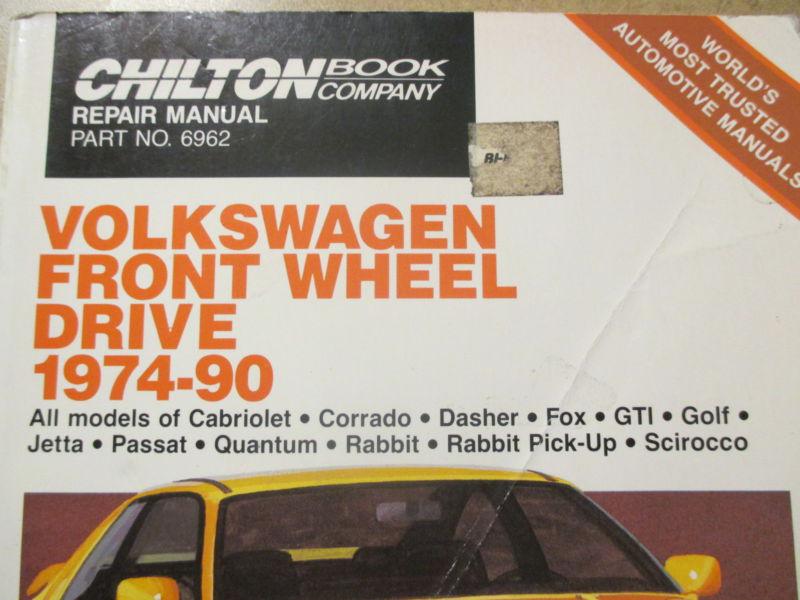 CHILTON BOOK COMPANY
REPAIR MANUAL
PART NO. 6962
WORLD'S
MOST TRUSTED
AUTOMOTIVE MANUALS
VOLKSWAGEN
FRONT WHEEL
DRIVE
1974-90
All models of Cabriolet • Corrado • Dasher • Fox • GTI • Golf •
Jetta • Passat • Quantum • Rabbit • Rabbit Pick-Up • Scirocco